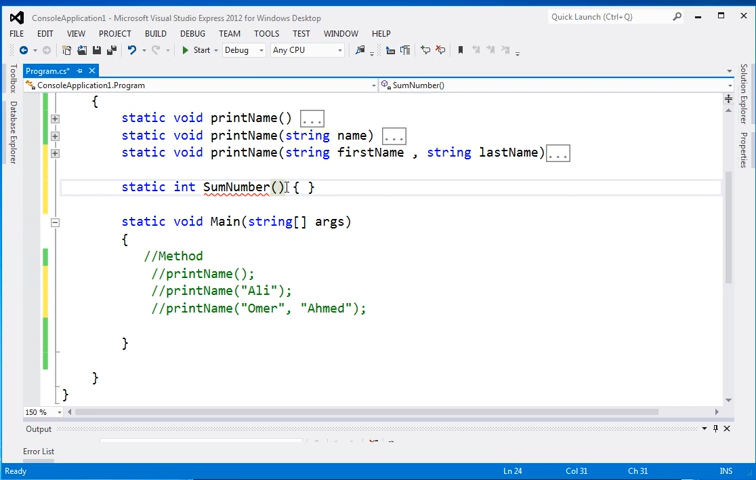 ConsoleApplication1 - Microsoft Visual Studio Express 2012 for Windows Desktop
Quick Launch (Ctrl+Q)
FILE EDIT VIEW PROJECT BUILD DEBUG TEAM TOOLS TEST WINDOW HELP
Start Debug Any CPU
Toolbox
Database Explorer
Program.cs*
ConsoleApplication1.Program SumNumber()
{
static void printName() ...
static void printName(string name) ...
static void printName(string firstName , string lastName) ...
static int SumNumber() { }
static void Main(string[] args)
{
//Method
//printName();
//printName("Ali");
//printName("Omer", "Ahmed");
}
}
}
Solution Explorer
Properties
150 %
Output
Error List
Ready Ln 24 Col 31 Ch 31 INS